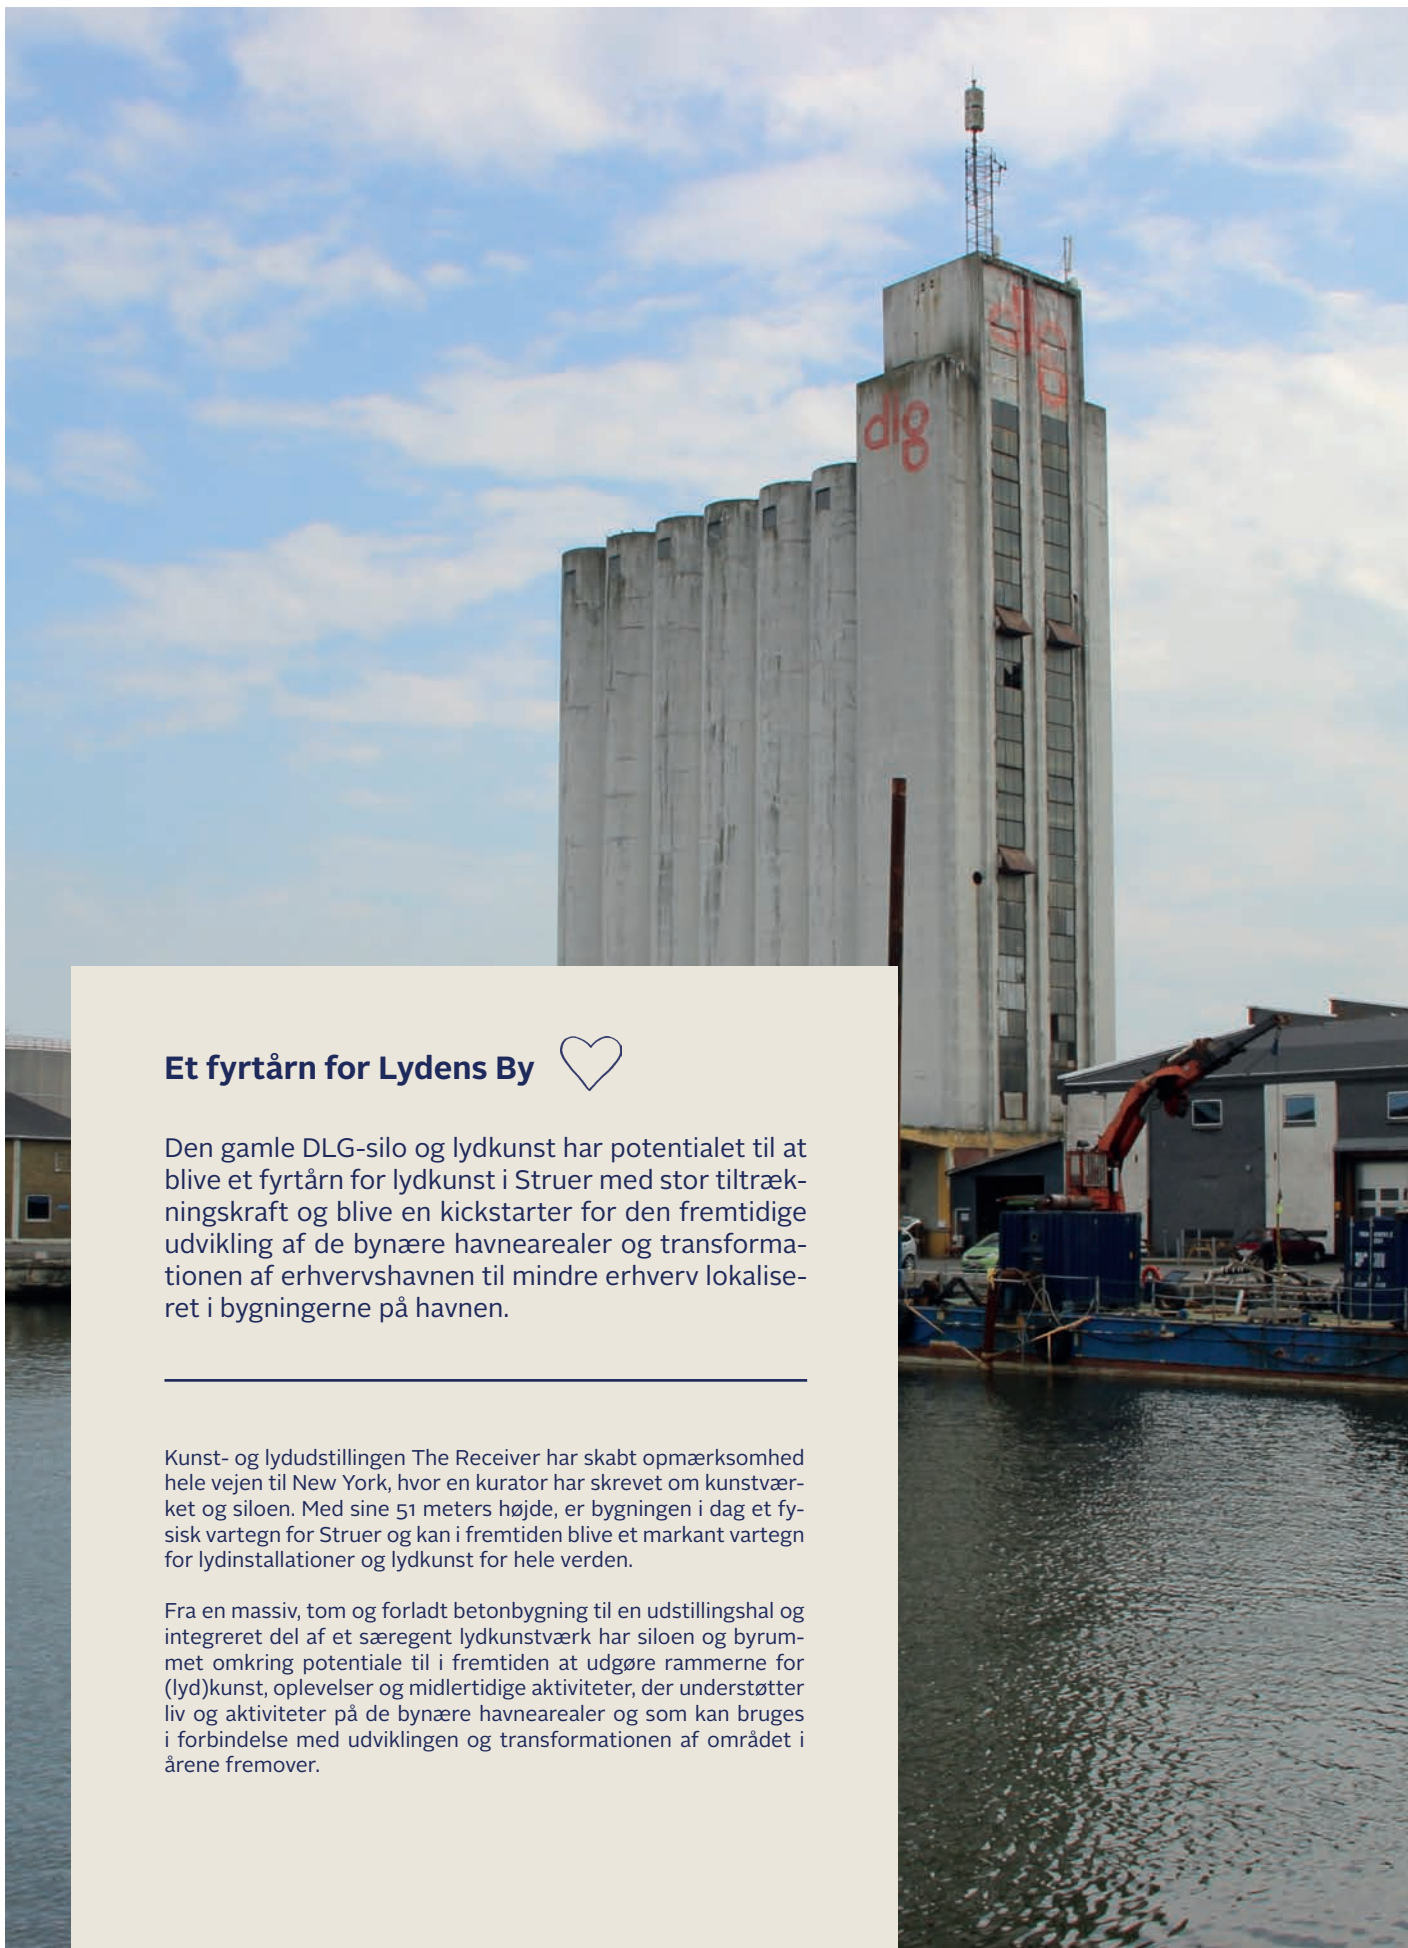 dlg
dlg
Et fyrtårn for Lydens By
Den gamle DLG-silo og lydkunst har potentialet til at
blive et fyrtårn for lydkunst i Struer med stor tiltræk-
ningskraft og blive en kickstarter for den fremtidige
udvikling af de bynære havnearealer og transforma-
tionen af erhvervshavnen til mindre erhverv lokalise-
ret i bygningerne på havnen.
Kunst- og lydudstillingen The Receiver har skabt opmærksomhed
hele vejen til New York, hvor en kurator har skrevet om kunstvær-
ket og siloen. Med sine 51 meters højde, er bygningen i dag et fy-
sisk vartegn for Struer og kan i fremtiden blive et markant vartegn
for lydinstallationer og lydkunst for hele verden.
Fra en massiv, tom og forladt betonbygning til en udstillingshal og
integreret del af et særegent lydkunstværk har siloen og byrum-
met omkring potentiale til i fremtiden at udgøre rammerne for
(lyd)kunst, oplevelser og midlertidige aktiviteter, der understøtter
liv og aktiviteter på de bynære havnearealer og som kan bruges
i forbindelse med udviklingen og transformationen af området i
årene fremover.